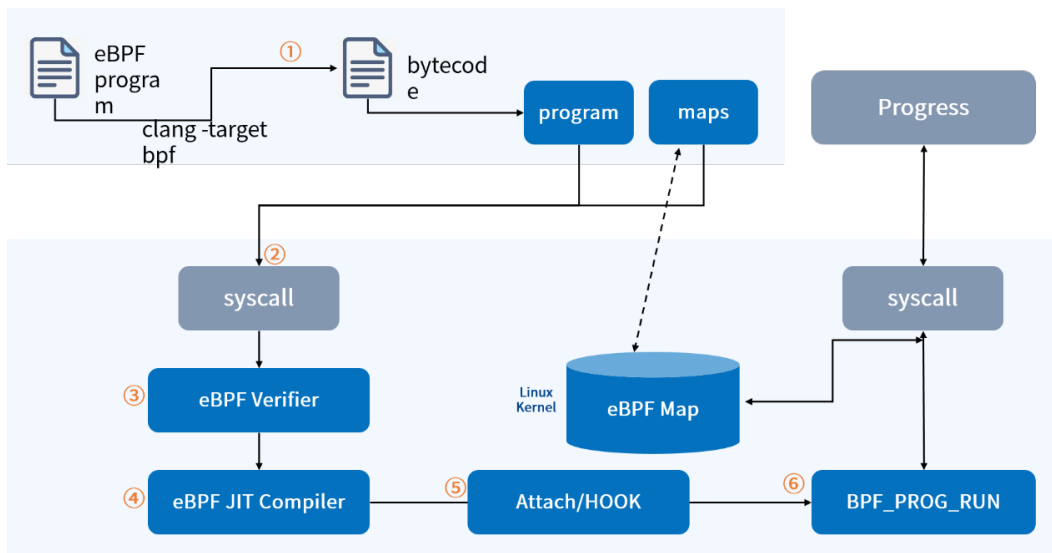 eBPF
progra
m
①
bytecod
e
clang -target
bpf
program
maps
Progress
②
syscall
syscall
③
eBPF Verifier
Linux
Kernel
eBPF Map
④
eBPF JIT Compiler
⑤
Attach/HOOK
⑥
BPF_PROG_RUN